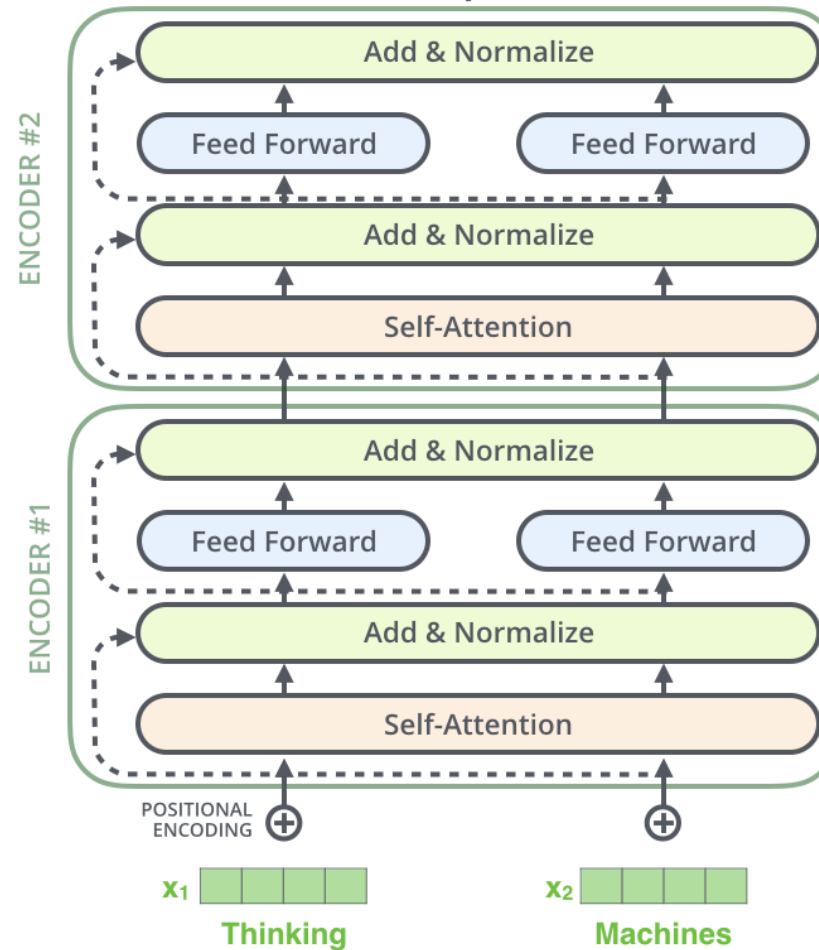 Add & Normalize
Feed Forward Feed Forward
Add & Normalize
Self-Attention
ENCODER #2
Add & Normalize
Feed Forward Feed Forward
Add & Normalize
Self-Attention
ENCODER #1
POSITIONAL
ENCODING
x₁ x₂
Thinking Machines